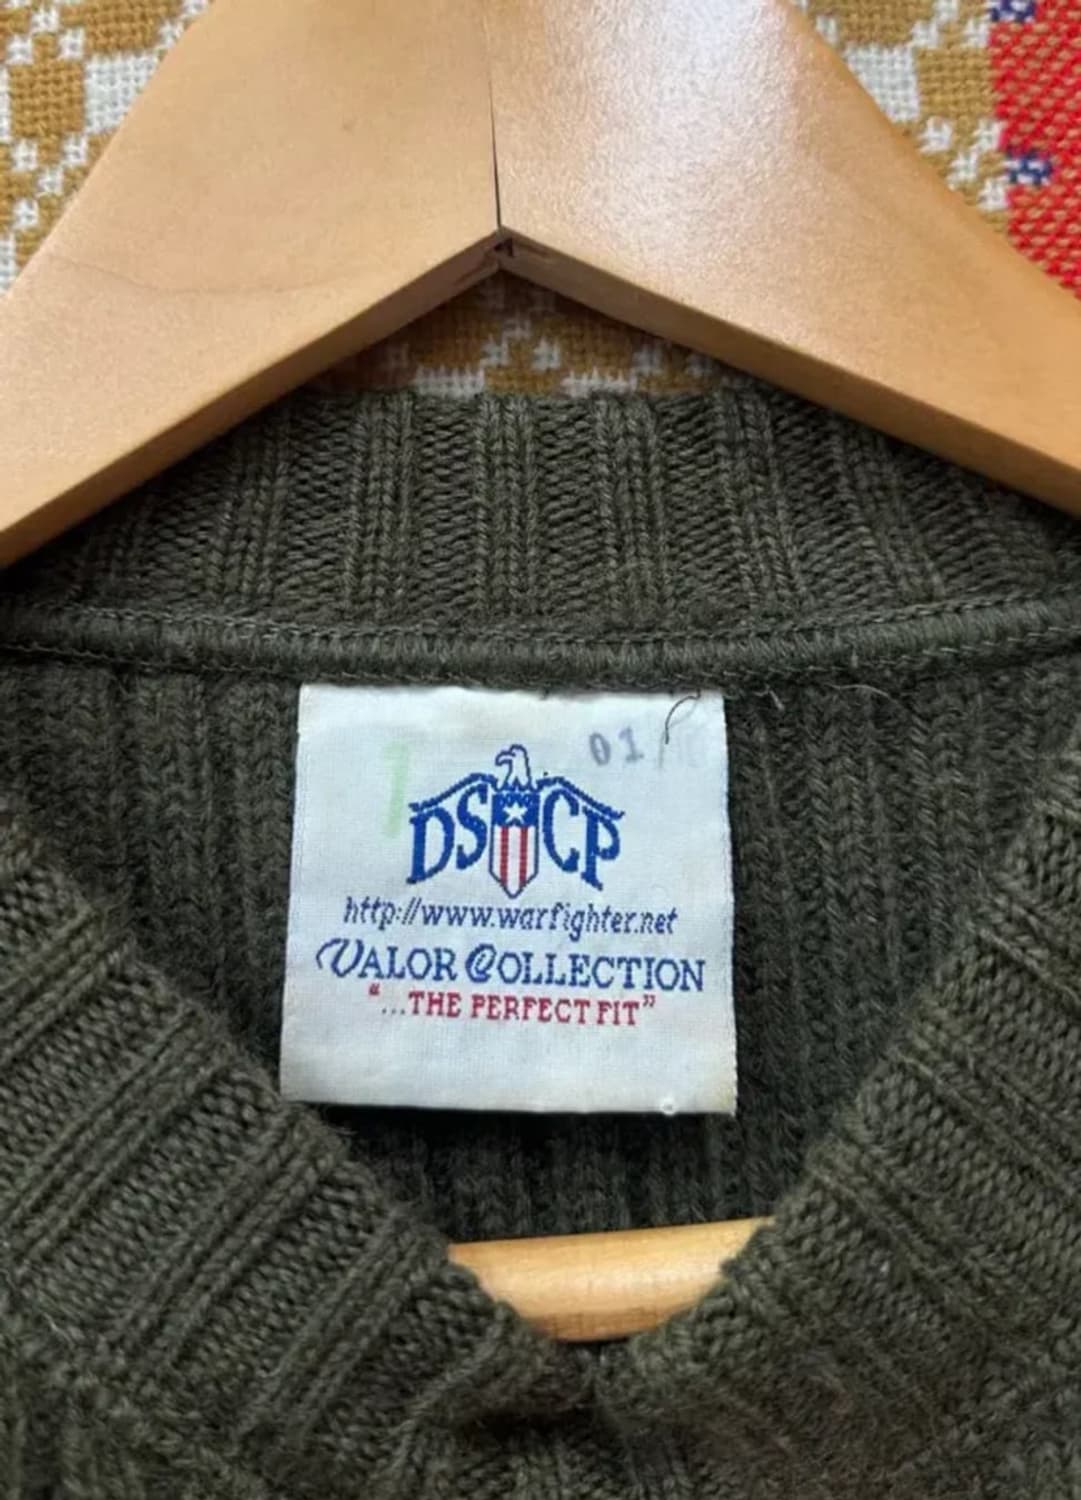 01
DSCP
http://www.warfighter.net
VALOR COLLECTION
"...THE PERFECT FIT"